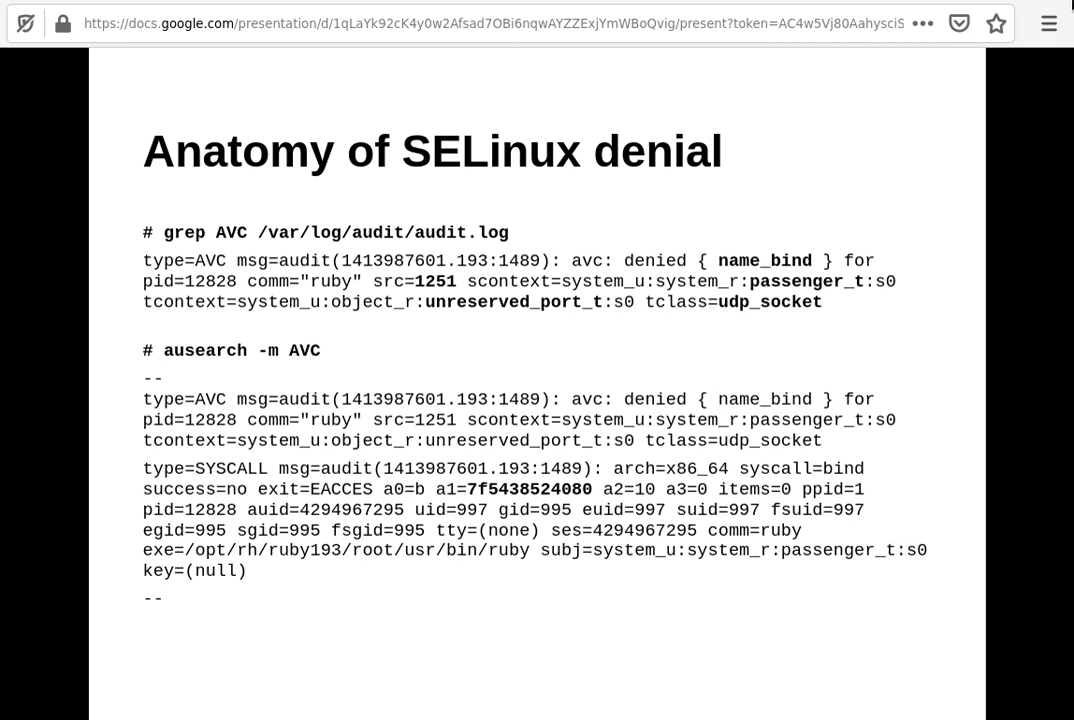 https://docs.google.com/presentation/d/1qLaYk92cK4y0w2Afsad7OBi6nqwAYZZExjYmWBoQvig/present?token=AC4w5Vj80AahysciS
Anatomy of SELinux denial
# grep AVC /var/log/audit/audit.log
type=AVC msg=audit(1413987601.193:1489): avc: denied { name_bind } for
pid=12828 comm="ruby" src=1251 scontext=system_u:system_r:passenger_t:s0
tcontext=system_u:object_r:unreserved_port_t:s0 tclass=udp_socket
# ausearch -m AVC
--
type=AVC msg=audit(1413987601.193:1489): avc: denied { name_bind } for
pid=12828 comm="ruby" src=1251 scontext=system_u:system_r:passenger_t:s0
tcontext=system_u:object_r:unreserved_port_t:s0 tclass=udp_socket
type=SYSCALL msg=audit(1413987601.193:1489): arch=x86_64 syscall=bind
success=no exit=EACCES a0=b a1=7f5438524080 a2=10 a3=0 items=0 ppid=1
pid=12828 auid=4294967295 uid=997 gid=995 euid=997 suid=997 fsuid=997
egid=995 sgid=995 fsgid=995 tty=(none) ses=4294967295 comm=ruby
exe=/opt/rh/ruby193/root/usr/bin/ruby subj=system_u:system_r:passenger_t:s0
key=(null)
--